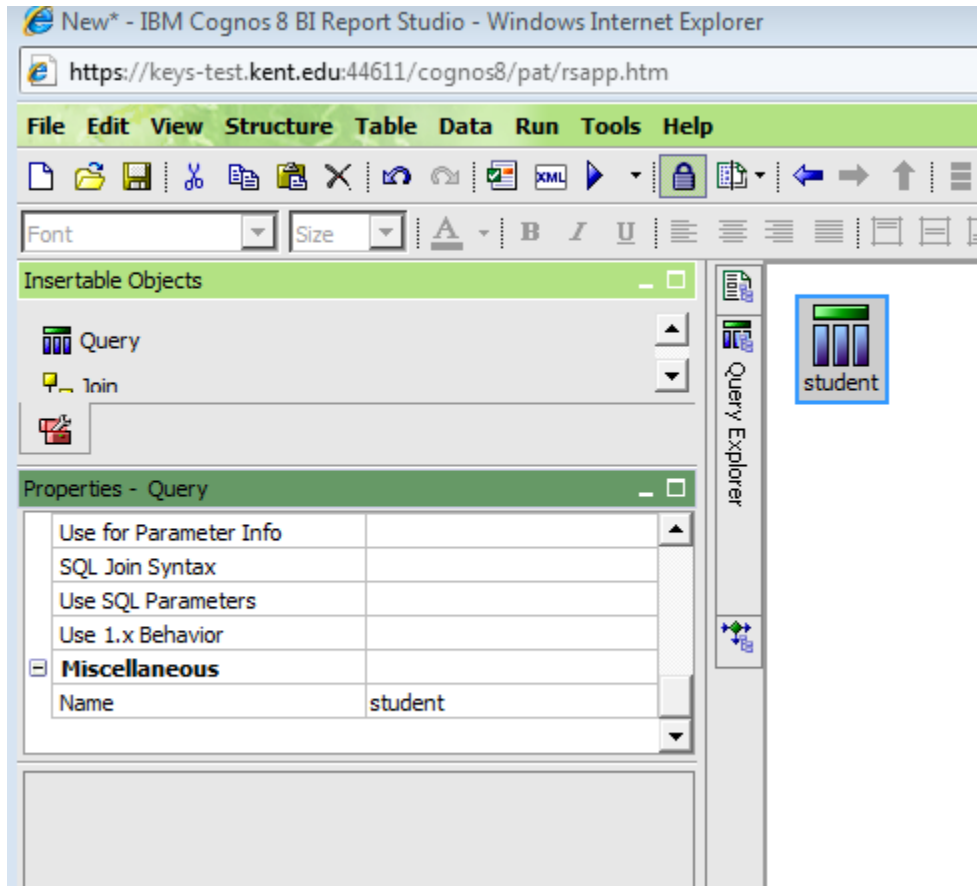 New* - IBM Cognos 8 BI Report Studio - Windows Internet Explorer
https://keys-test.kent.edu:44611/cognos8/pat/rsapp.htm
File Edit View Structure Table Data Run Tools Help
XML
Font Size A B I U
Insertable Objects
Query
Join
Properties - Query
Use for Parameter Info
SQL Join Syntax
Use SQL Parameters
Use 1.x Behavior
Miscellaneous
Name student
Query Explorer
student